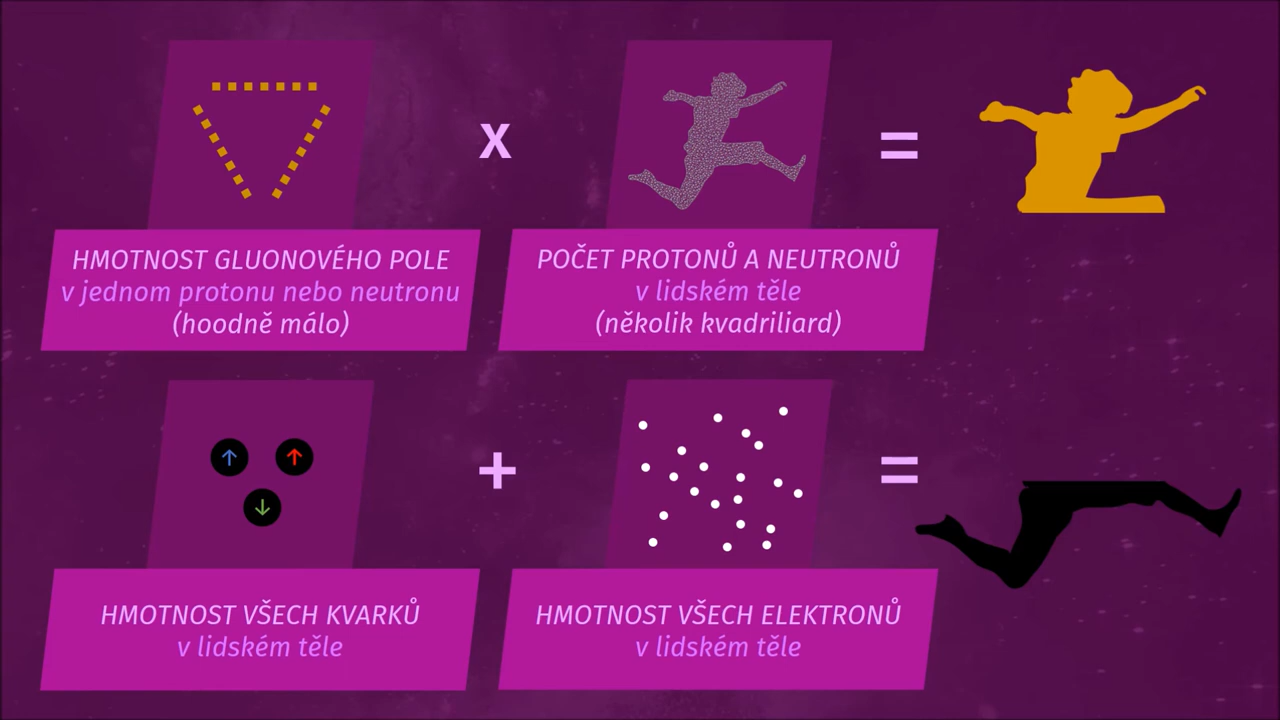 X
=
HMOTNOST GLUONOVÉHO POLE
v jednom protonu nebo neutronu
(hoodně málo)
POČET PROTONŮ A NEUTRONŮ
v lidském těle
(několik kvadriliard)
+
=
HMOTNOST VŠECH KVARKŮ
v lidském těle
HMOTNOST VŠECH ELEKTRONŮ
v lidském těle